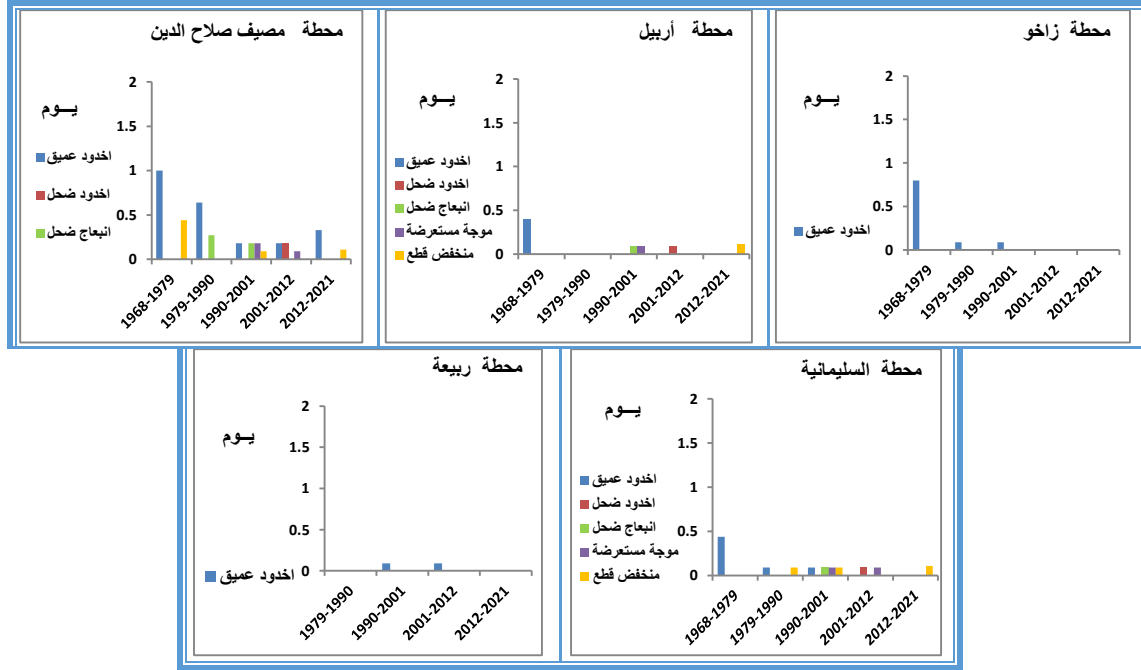 محطة زاخو
يـــوم
2
1.5
1
0.5
0
اخدود عميق
1968-1979
1979-1990
1990-2001
2001-2012
2012-2021
محطة أربيل
يـــوم
2
1.5
1
0.5
0
اخدود عميق
اخدود ضحل
انبعاج ضحل
موجة مستعرضة
منخفض قطع
1968-1979
1979-1990
1990-2001
2001-2012
2012-2021
محطة مصيف صلاح الدين
يـــوم
2
1.5
1
0.5
0
اخدود عميق
اخدود ضحل
انبعاج ضحل
1968-1979
1979-1990
1990-2001
2001-2012
2012-2021
محطة السليمانية
يـــوم
2
1.5
1
0.5
0
اخدود عميق
اخدود ضحل
انبعاج ضحل
موجة مستعرضة
منخفض قطع
1968-1979
1979-1990
1990-2001
2001-2012
2012-2021
محطة ربيعة
يـــوم
2
1.5
1
0.5
0
اخدود عميق
1979-1990
1990-2001
2001-2012
2012-2021